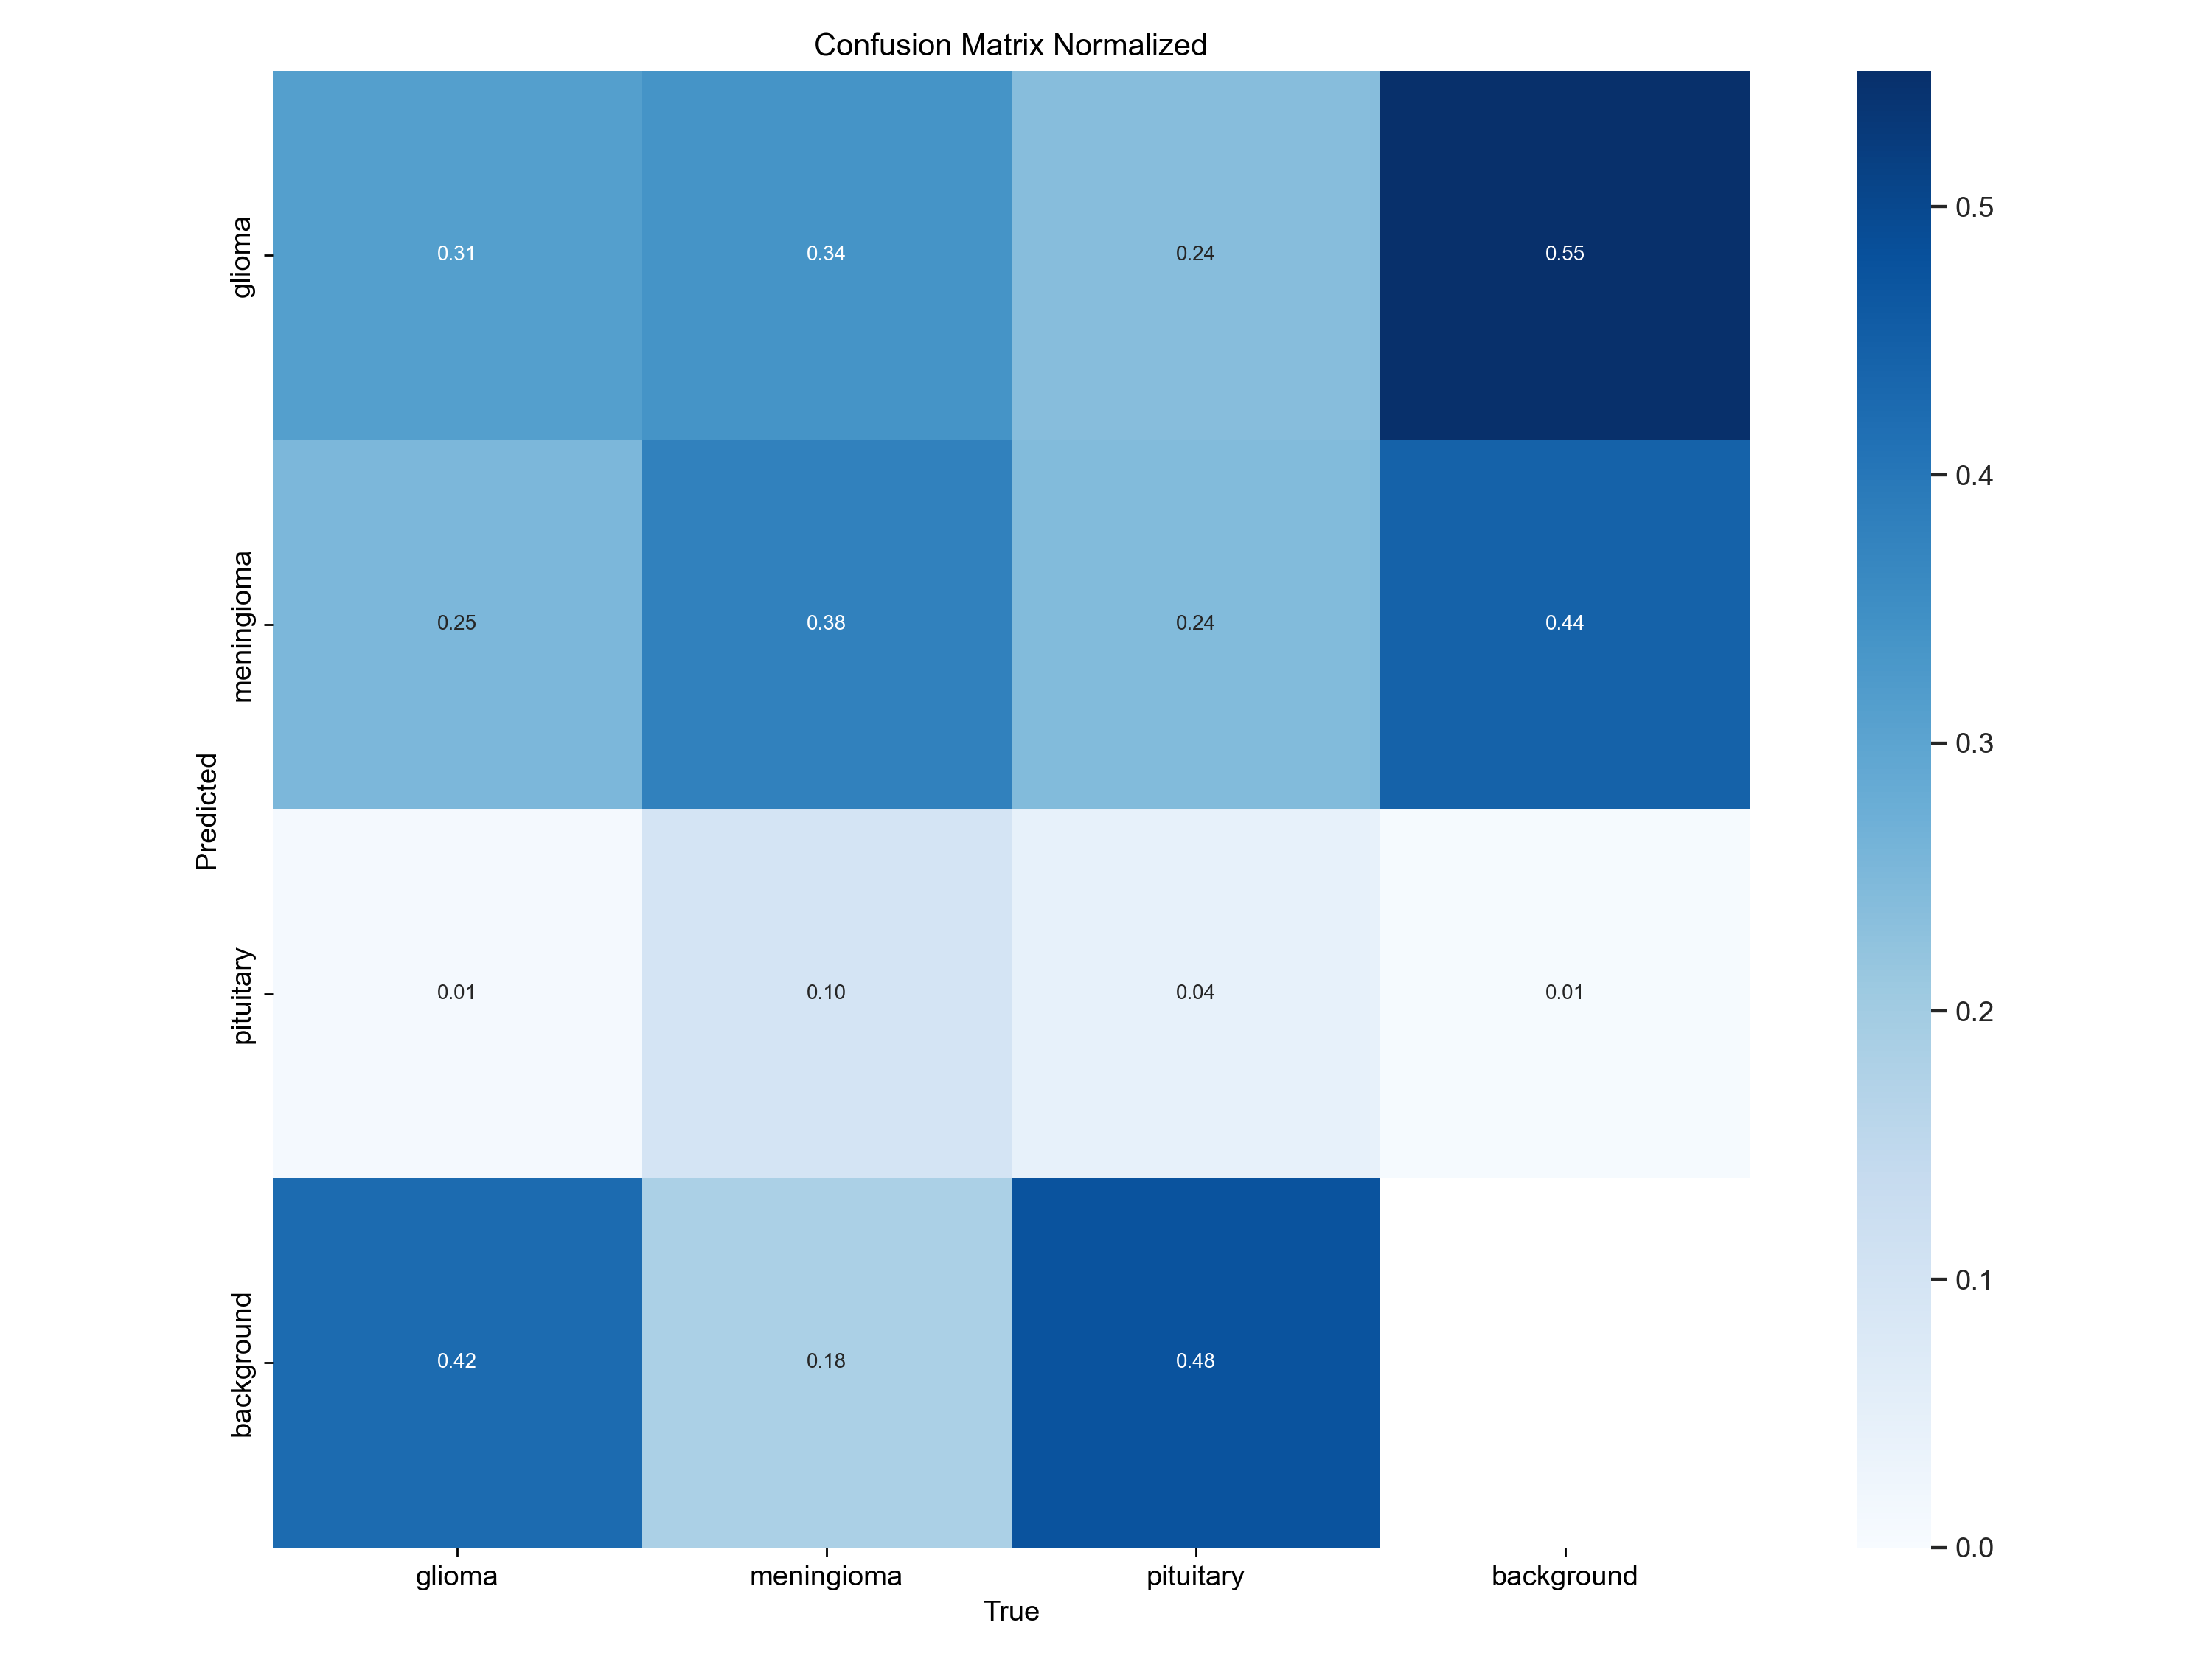 Confusion Matrix Normalized
glioma
0.31 0.34 0.24 0.55
meningioma
0.25 0.38 0.24 0.44
pituitary
0.01 0.10 0.04 0.01
background
0.42 0.18 0.48
Predicted
glioma meningioma pituitary background
True
0.5
0.4
0.3
0.2
0.1
0.0